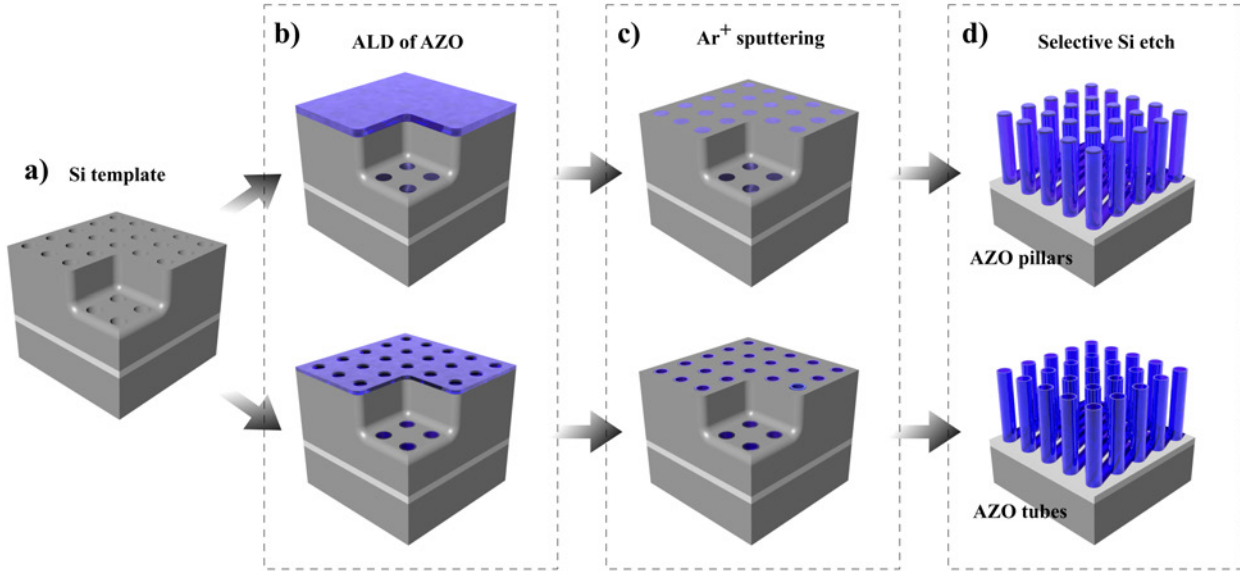 a)
Si template
b)
ALD of AZO
c)
Ar+ sputtering
d)
Selective Si etch
AZO pillars
AZO tubes